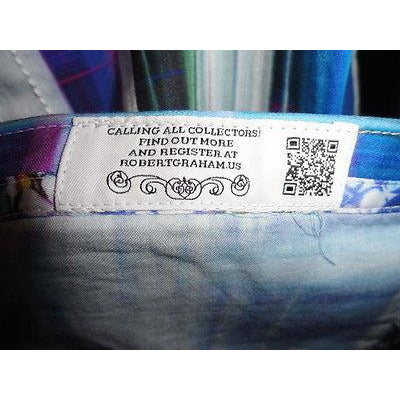 CALLING ALL COLLECTORS!
FIND OUT MORE
AND REGISTER AT
ROBERTGRAHAM.US